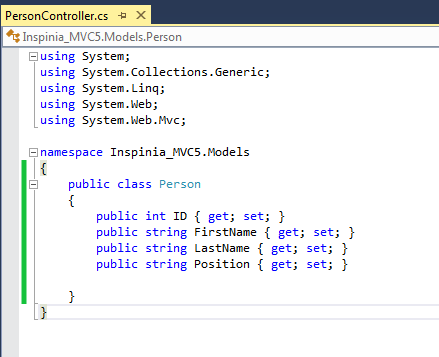 PersonController.cs
Inspinia_MVC5.Models.Person
using System;
using System.Collections.Generic;
using System.Linq;
using System.Web;
using System.Web.Mvc;
namespace Inspinia_MVC5.Models
{
public class Person
{
public int ID { get; set; }
public string FirstName { get; set; }
public string LastName { get; set; }
public string Position { get; set; }
}
}